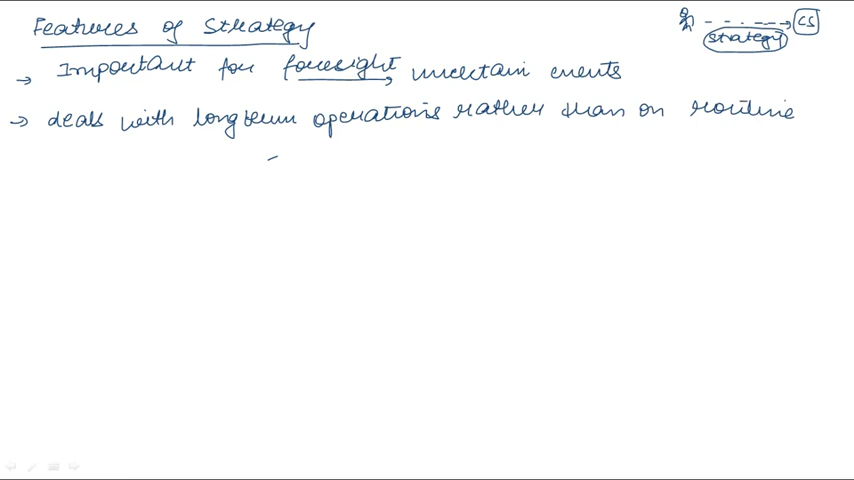 Features of Strategy
CS
strategy
→ Important for foresight, uncertain events
→ deals with longterm operations rather than on routine